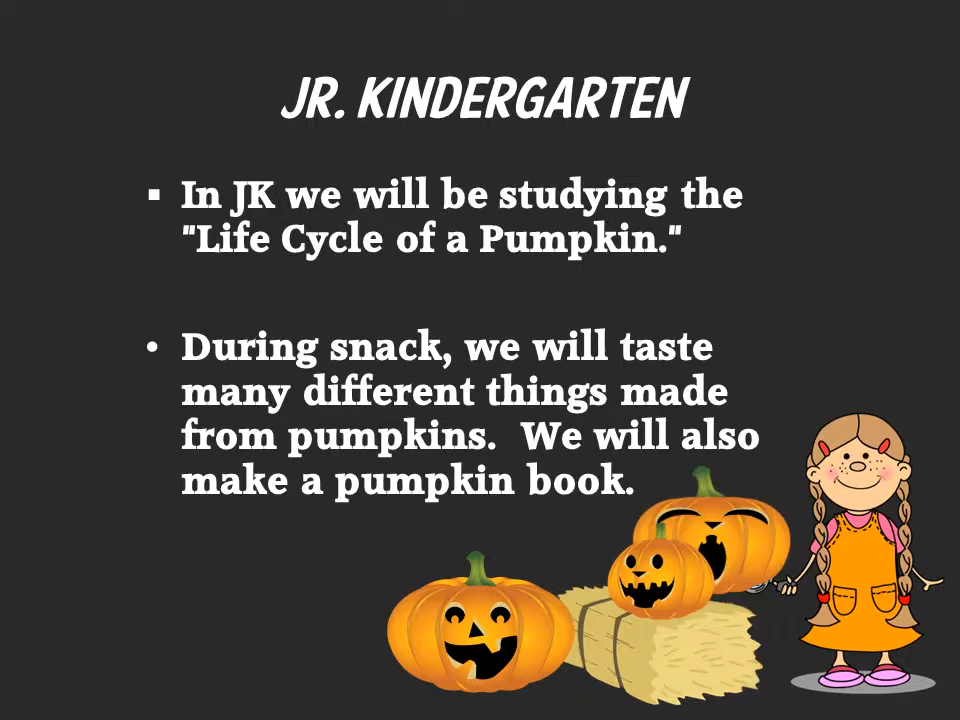 JR. KINDERGARTEN
▪ In JK we will be studying the
"Life Cycle of a Pumpkin."
• During snack, we will taste
many different things made
from pumpkins.  We will also
make a pumpkin book.